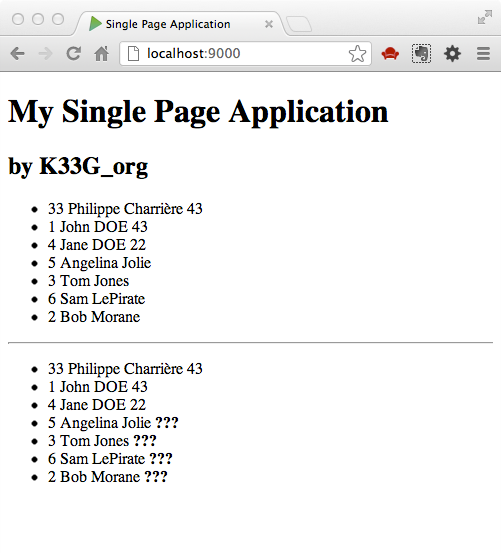 Single Page Application
localhost:9000
My Single Page Application
by K33G_org
33 Philippe Charrière 43
1 John DOE 43
4 Jane DOE 22
5 Angelina Jolie
3 Tom Jones
6 Sam LePirate
2 Bob Morane
33 Philippe Charrière 43
1 John DOE 43
4 Jane DOE 22
5 Angelina Jolie ???
3 Tom Jones ???
6 Sam LePirate ???
2 Bob Morane ???